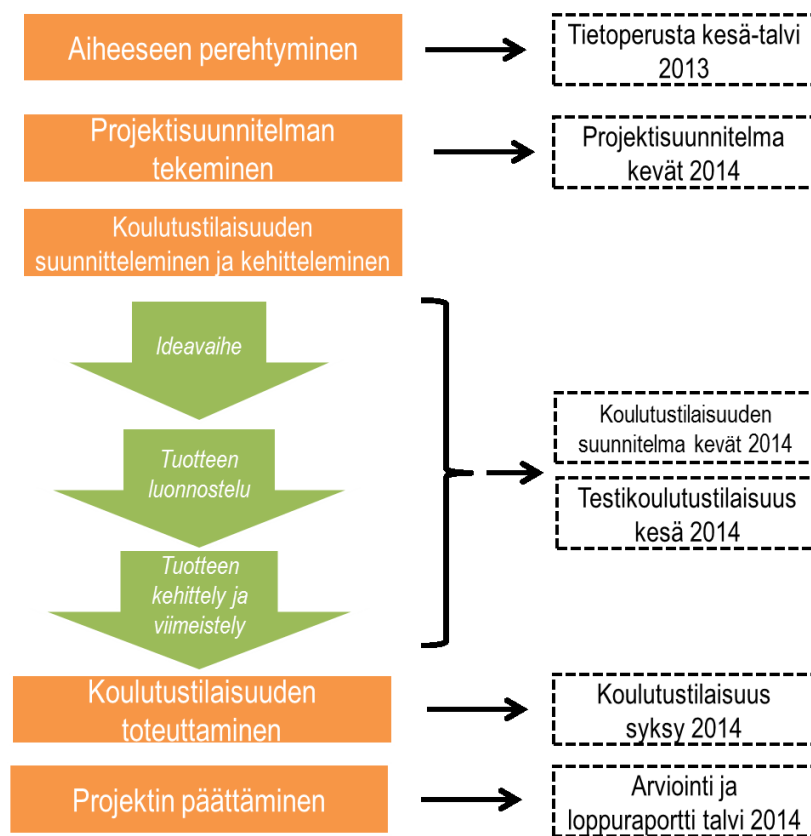 Aiheeseen perehtyminen
Tietoperusta kesä-talvi
2013
Projektisuunnitelman
tekeminen
Projektisuunnitelma
kevät 2014
Koulutustilaisuuden
suunnitteleminen ja kehitteleminen
Ideavaihe
Tuotteen
luonnostelu
Tuotteen
kehittely ja
viimeistely
Koulutustilaisuuden
suunnitelma kevät 2014
Testikoulutustilaisuus
kesä 2014
Koulutustilaisuuden
toteuttaminen
Koulutustilaisuus
syksy 2014
Projektin päättäminen
Arviointi ja
loppuraportti talvi 2014